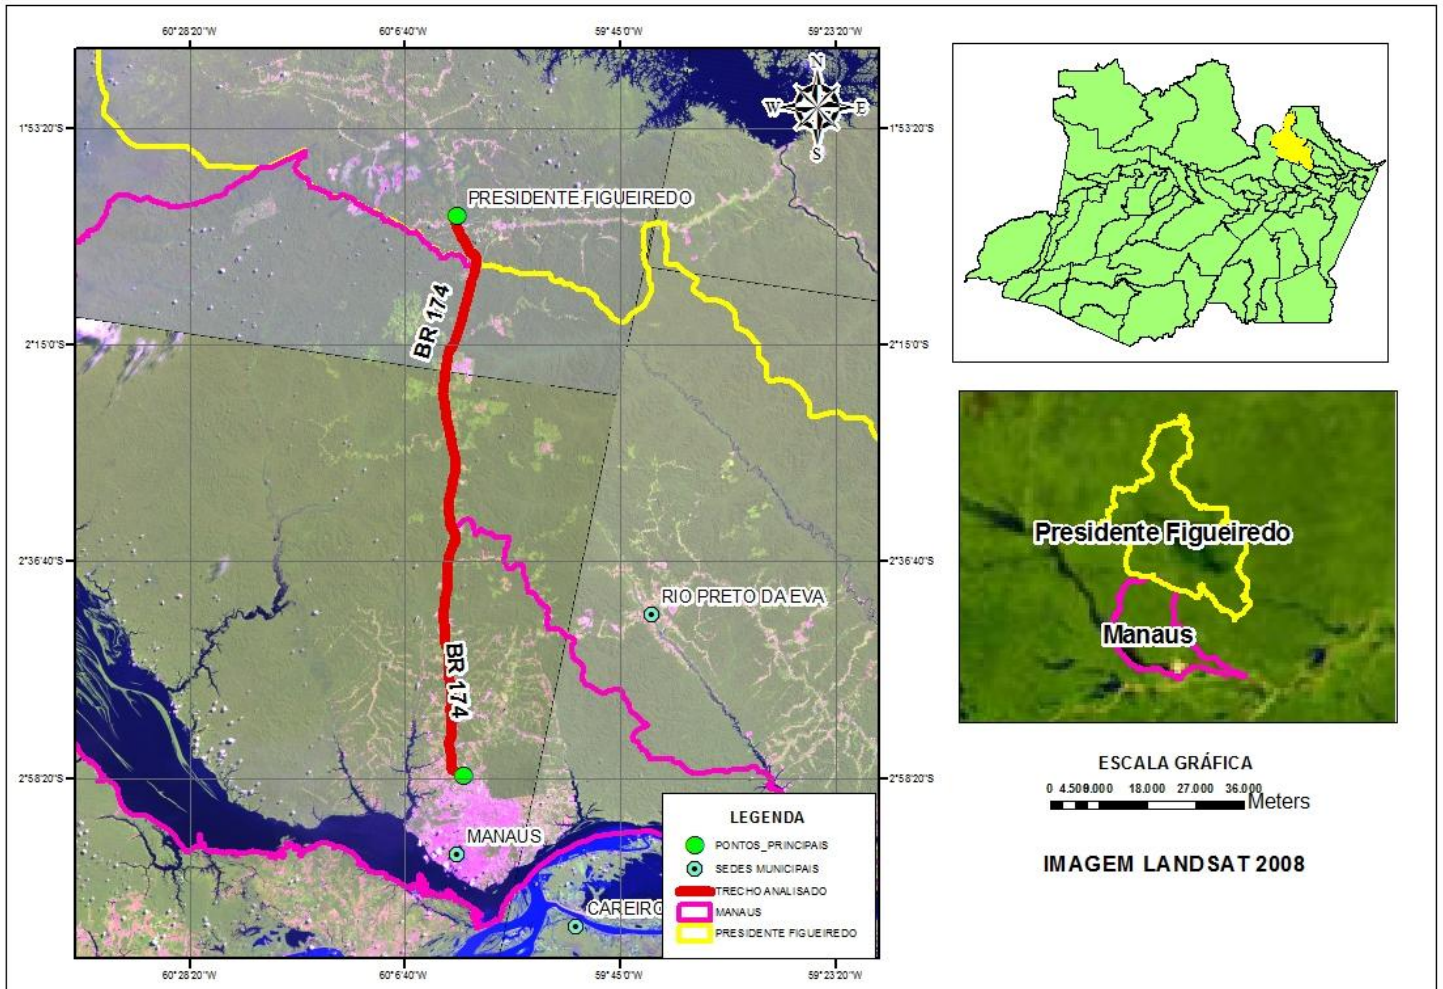 60°28'20"W 60°6'40"W 59°45'0"W 59°23'20"W
N
W E
S
1°53'20"S 1°53'20"S
PRESIDENTE FIGUEIREDO
BR 174
2°15'0"S 2°15'0"S
2°36'40"S 2°36'40"S
RIO PRETO DA EVA
BR 174
2°58'20"S 2°58'20"S
MANAUS
CAREIRO
LEGENDA
PONTOS_PRINCIPAIS
SEDES MUNICIPAIS
TRECHO ANALISADO
MANAUS
PRESIDENTE FIGUEIREDO
60°28'20"W 60°6'40"W 59°45'0"W 59°23'20"W
Presidente Figueiredo
Manaus
ESCALA GRÁFICA
0 4.500 9.000 18.000 27.000 36.000 Meters
IMAGEM LANDSAT 2008